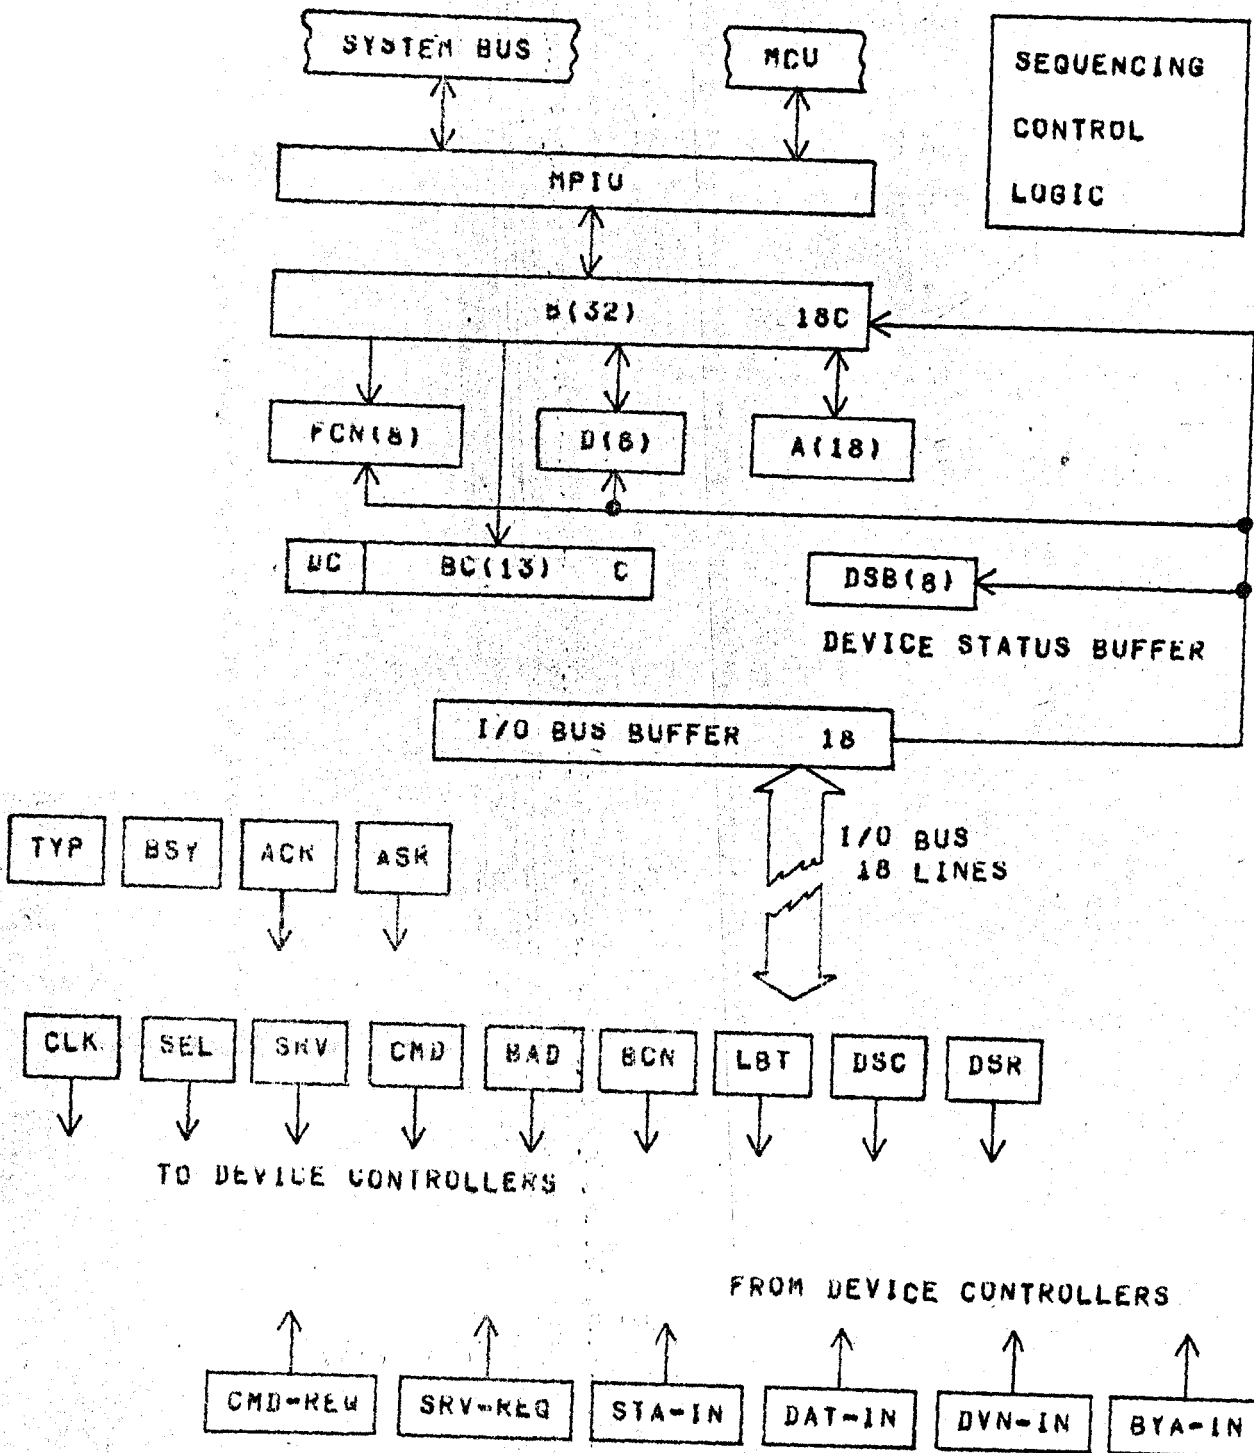 SYSTEM BUS
MCU
SEQUENCING
CONTROL
LOGIC
MPIU
B(32) 18C
FCN(8)
D(8)
A(18)
DC BC(13) C
DSB(8)
DEVICE STATUS BUFFER
I/O BUS BUFFER 18
I/O BUS
18 LINES
TYP BSY ACK ASR
CLK SEL SRV CMD BAD BCN LBT DSC DSR
TO DEVICE CONTROLLERS
FROM DEVICE CONTROLLERS
CMD-REQ SRV-REQ STA-IN DAT-IN DVN-IN BYA-IN